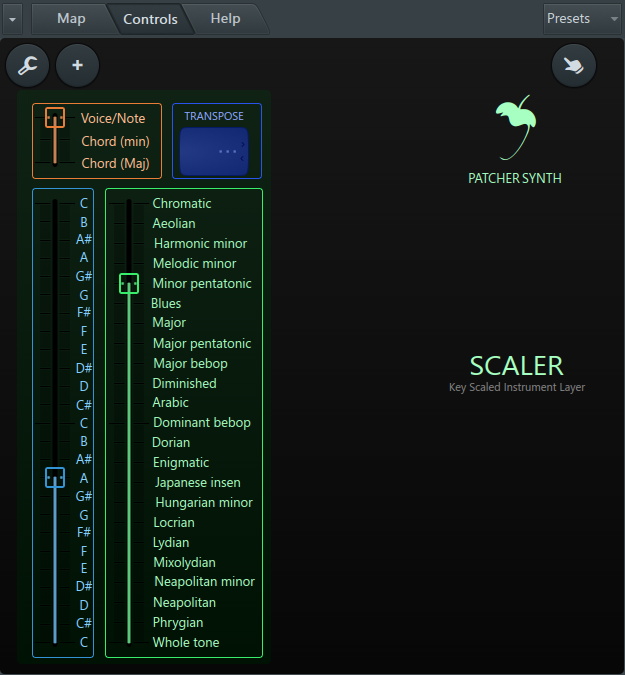 Map
Controls
Help
Presets
+
Voice/Note
Chord (min)
Chord (Maj)
TRANSPOSE
PATCHER SYNTH
C
B
A#
A
G#
G
F#
F
E
D#
D
C#
C
B
A#
A
G#
G
F#
F
E
D#
D
C#
C
Chromatic
Aeolian
Harmonic minor
Melodic minor
Minor pentatonic
Blues
Major
Major pentatonic
Major bebop
Diminished
Arabic
Dominant bebop
Dorian
Enigmatic
Japanese insen
Hungarian minor
Locrian
Lydian
Mixolydian
Neapolitan minor
Neapolitan
Phrygian
Whole tone
SCALER
Key Scaled Instrument Layer